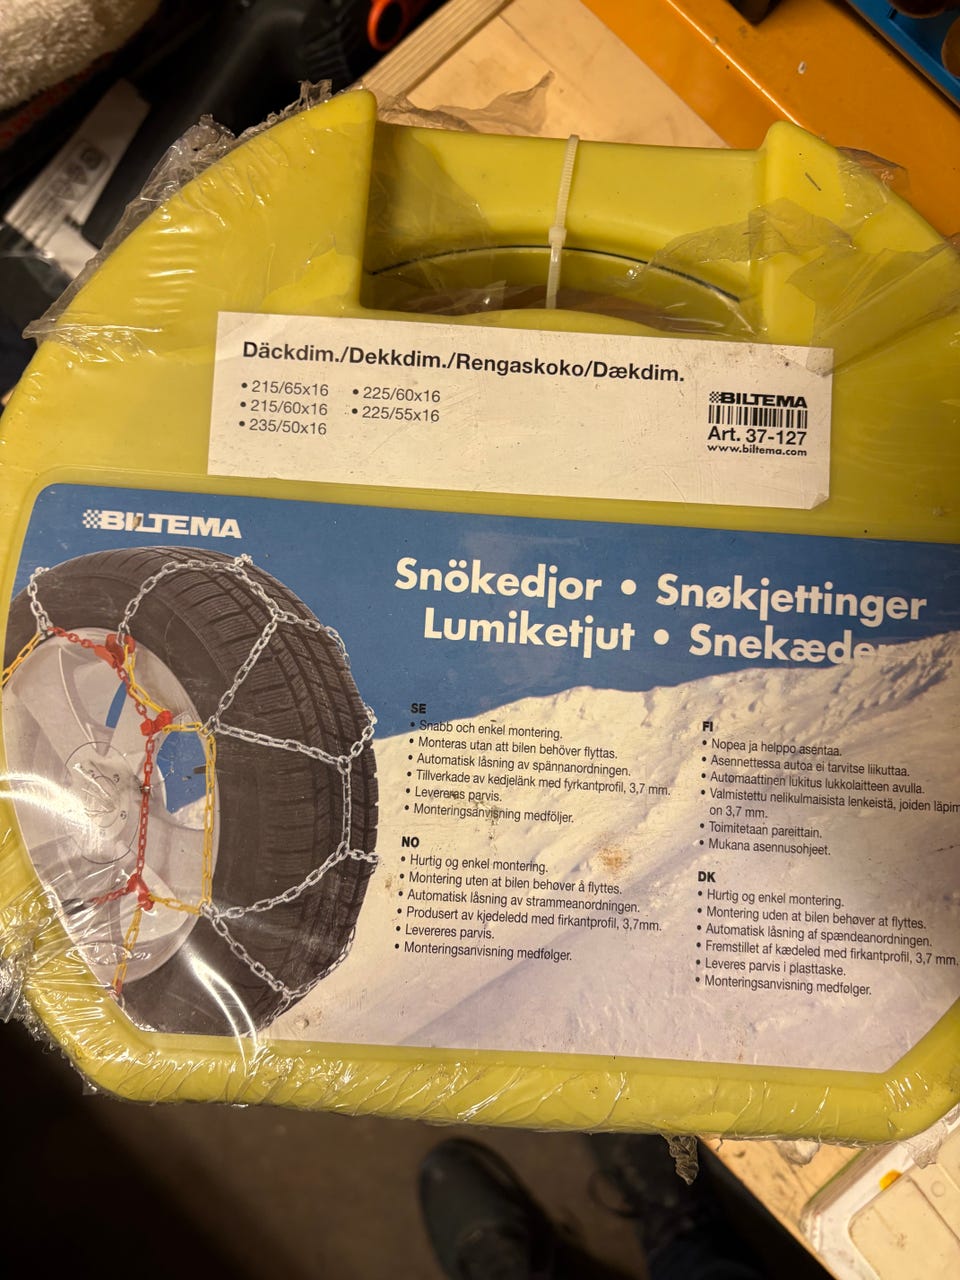 Däckdim./Dekkdim./Rengaskoko/Dækdim.
• 215/65x16 • 225/60x16
• 215/60x16 • 225/55x16
• 235/50x16
BILTEMA
Art. 37-127
www.biltema.com
BILTEMA
Snökedjor • Snøkjettinger
Lumiketjut • Snekæde
SE
• Snabb och enkel montering.
• Monteras utan att bilen behöver flyttas.
• Automatisk låsning av spännanordningen.
• Tillverkade av kedjelänk med fyrkantprofil, 3,7 mm.
• Levereras parvis.
• Monteringsanvisning medföljer.
NO
• Hurtig og enkel montering.
• Montering uten at bilen behøver å flyttes.
• Automatisk låsning av strammeanordningen.
• Produsert av kjedeledd med firkantprofil, 3,7mm.
• Levereres parvis.
• Monteringsanvisning medfølger.
FI
• Nopea ja helppo asentaa.
• Asennettessa autoa ei tarvitse liikuttaa.
• Automaattinen lukitus lukkolaitteen avulla.
• Valmistettu nelikulmaisista lenkeistä, joiden läpim
on 3,7 mm.
• Toimitetaan pareittain.
• Mukana asennusohjeet.
DK
• Hurtig og enkel montering.
• Montering uden at bilen behøver at flyttes.
• Automatisk låsning af spændeanordningen.
• Fremstillet af kædeled med firkantprofil, 3,7 mm.
• Leveres parvis i plasttaske.
• Monteringsanvisning medfølger.